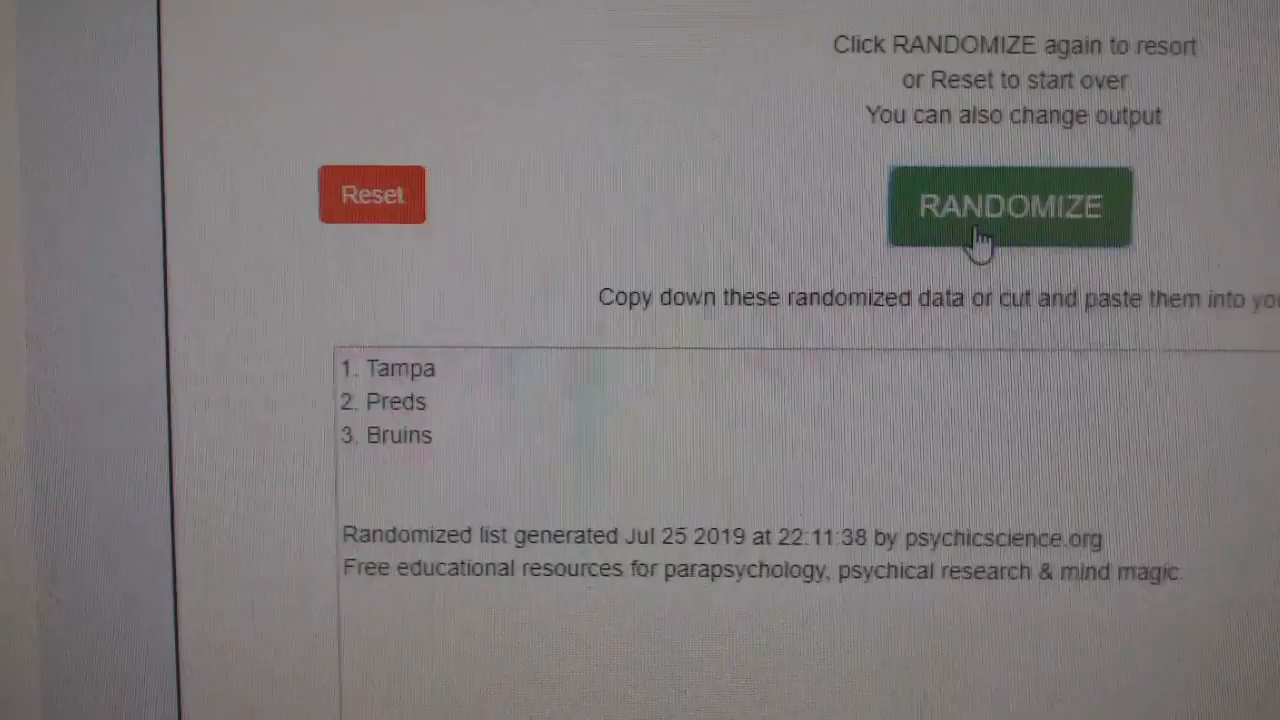 Click RANDOMIZE again to resort
or Reset to start over
You can also change output
Reset
RANDOMIZE
Copy down these randomized data or cut and paste them into
1. Tampa
2. Preds
3. Bruins
Randomized list generated Jul 25 2019 at 22:11:38 by psychicscience.org
Free educational resources for parapsychology, psychical research & mind magic